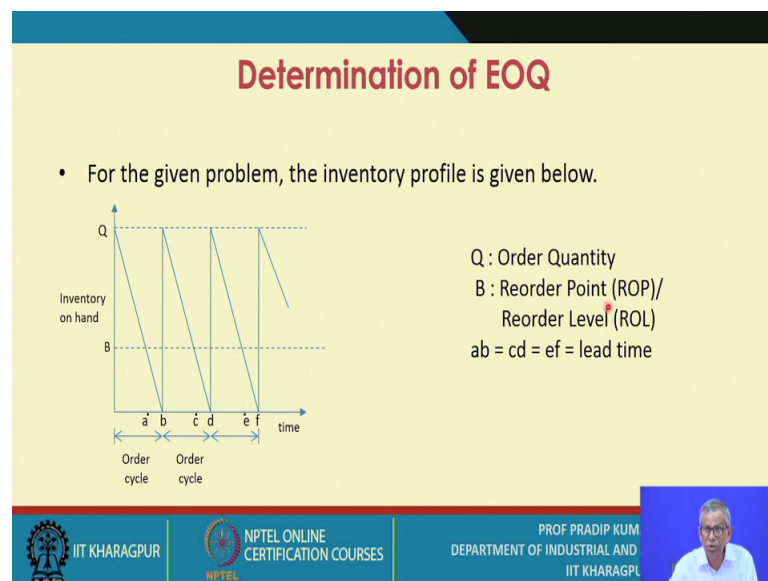 Determination of EOQ
• For the given problem, the inventory profile is given below.
Q
Inventory
on hand
B
a b c d e f
time
Order
cycle
Order
cycle
Q : Order Quantity
B : Reorder Point (ROP)/
Reorder Level (ROL)
ab = cd = ef = lead time
IIT KHARAGPUR
NPTEL
NPTEL ONLINE
CERTIFICATION COURSES
PROF PRADIP
DEPARTMENT OF INDUSTRIAL AND
IIT